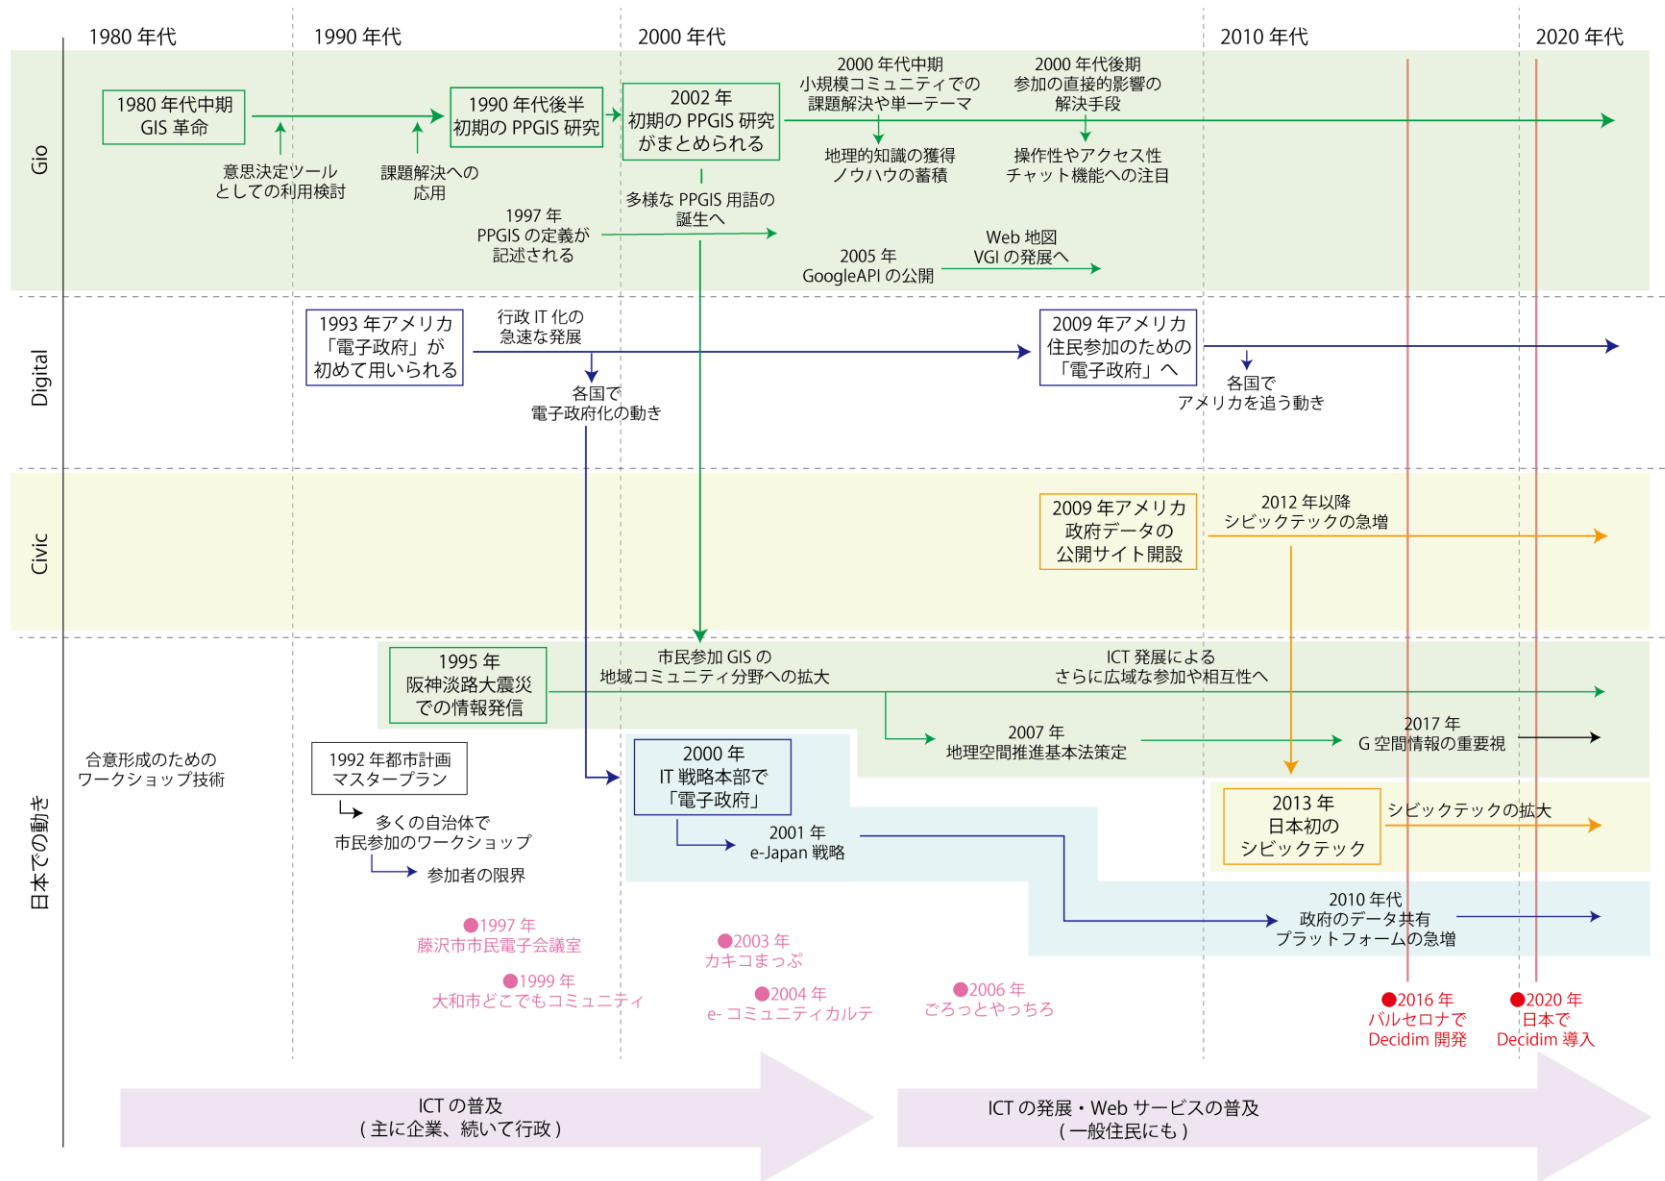 1980 年代
1990 年代
2000 年代
2010 年代
2020 年代
Gio
1980 年代中期
GIS 革命
意思決定ツール
としての利用検討
課題解決への
応用
1990 年代後半
初期の PPGIS 研究
2002 年
初期の PPGIS 研究
がまとめられる
2000 年代中期
小規模コミュニティでの
課題解決や単一テーマ
地理的知識の獲得
ノウハウの蓄積
2000 年代後期
参加の直接的影響の
解決手段
操作性やアクセス性
チャット機能への注目
1997 年
PPGIS の定義が
記述される
多様な PPGIS 用語の
誕生へ
2005 年
GoogleAPI の公開
Web 地図
VGI の発展へ
Digital
1993 年アメリカ
「電子政府」が
初めて用いられる
行政 IT 化の
急速な発展
各国で
電子政府化の動き
2009 年アメリカ
住民参加のための
「電子政府」へ
各国で
アメリカを追う動き
Civic
2009 年アメリカ
政府データの
公開サイト開設
2012 年以降
シビックテックの急増
日本での動き
1995 年
阪神淡路大震災
での情報発信
市民参加 GIS の
地域コミュニティ分野への拡大
ICT 発展による
さらに広域な参加や相互性へ
2007 年
地理空間推進基本法策定
2017 年
G 空間情報の重要視
合意形成のための
ワークショップ技術
1992 年都市計画
マスタープラン
多くの自治体で
市民参加のワークショップ
参加者の限界
2000 年
IT 戦略本部で
「電子政府」
2001 年
e-Japan 戦略
2013 年
日本初の
シビックテック
シビックテックの拡大
2010 年代
政府のデータ共有
プラットフォームの急増
●1997 年
藤沢市市民電子会議室
●1999 年
大和市どこでもコミュニティ
●2003 年
カキコまっぷ
●2004 年
e- コミュニティカルテ
●2006 年
ごろっとやっちろ
●2016 年
バルセロナで
Decidim 開発
●2020 年
日本で
Decidim 導入
ICT の普及
( 主に企業、続いて行政 )
ICT の発展・Web サービスの普及
( 一般住民にも )